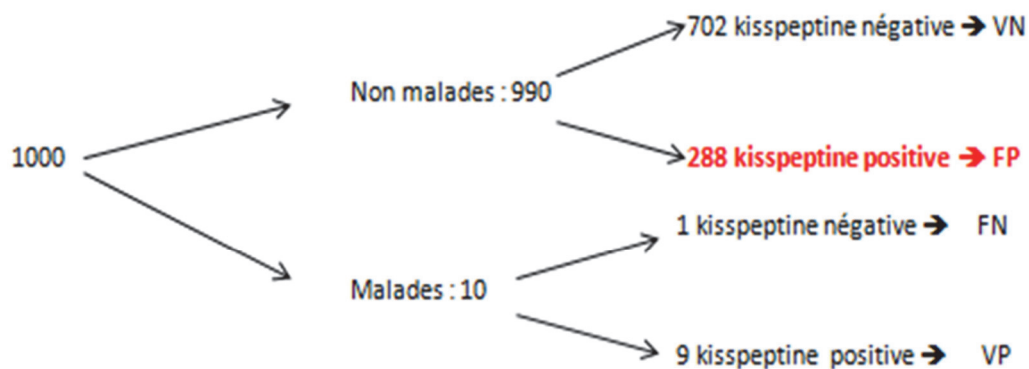 702 kisspeptine négative ➔ VN
Non malades : 990
1000
288 kisspeptine positive ➔ FP
1 kisspeptine négative ➔ FN
Malades : 10
9 kisspeptine positive ➔ VP